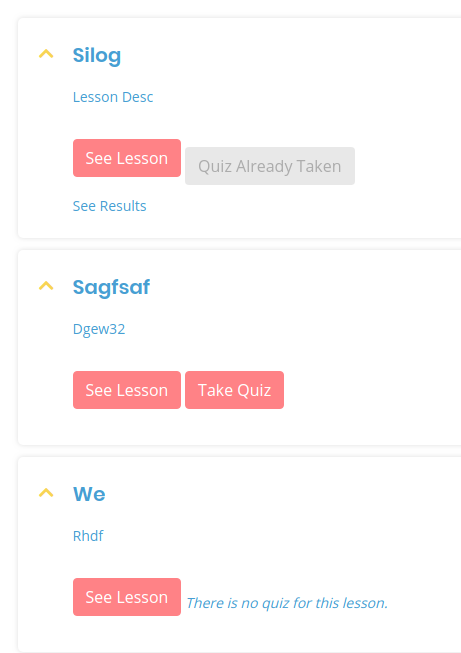 Silog
Lesson Desc
See Lesson Quiz Already Taken
See Results
Sagfsaf
Dgew32
See Lesson Take Quiz
We
Rhdf
See Lesson There is no quiz for this lesson.